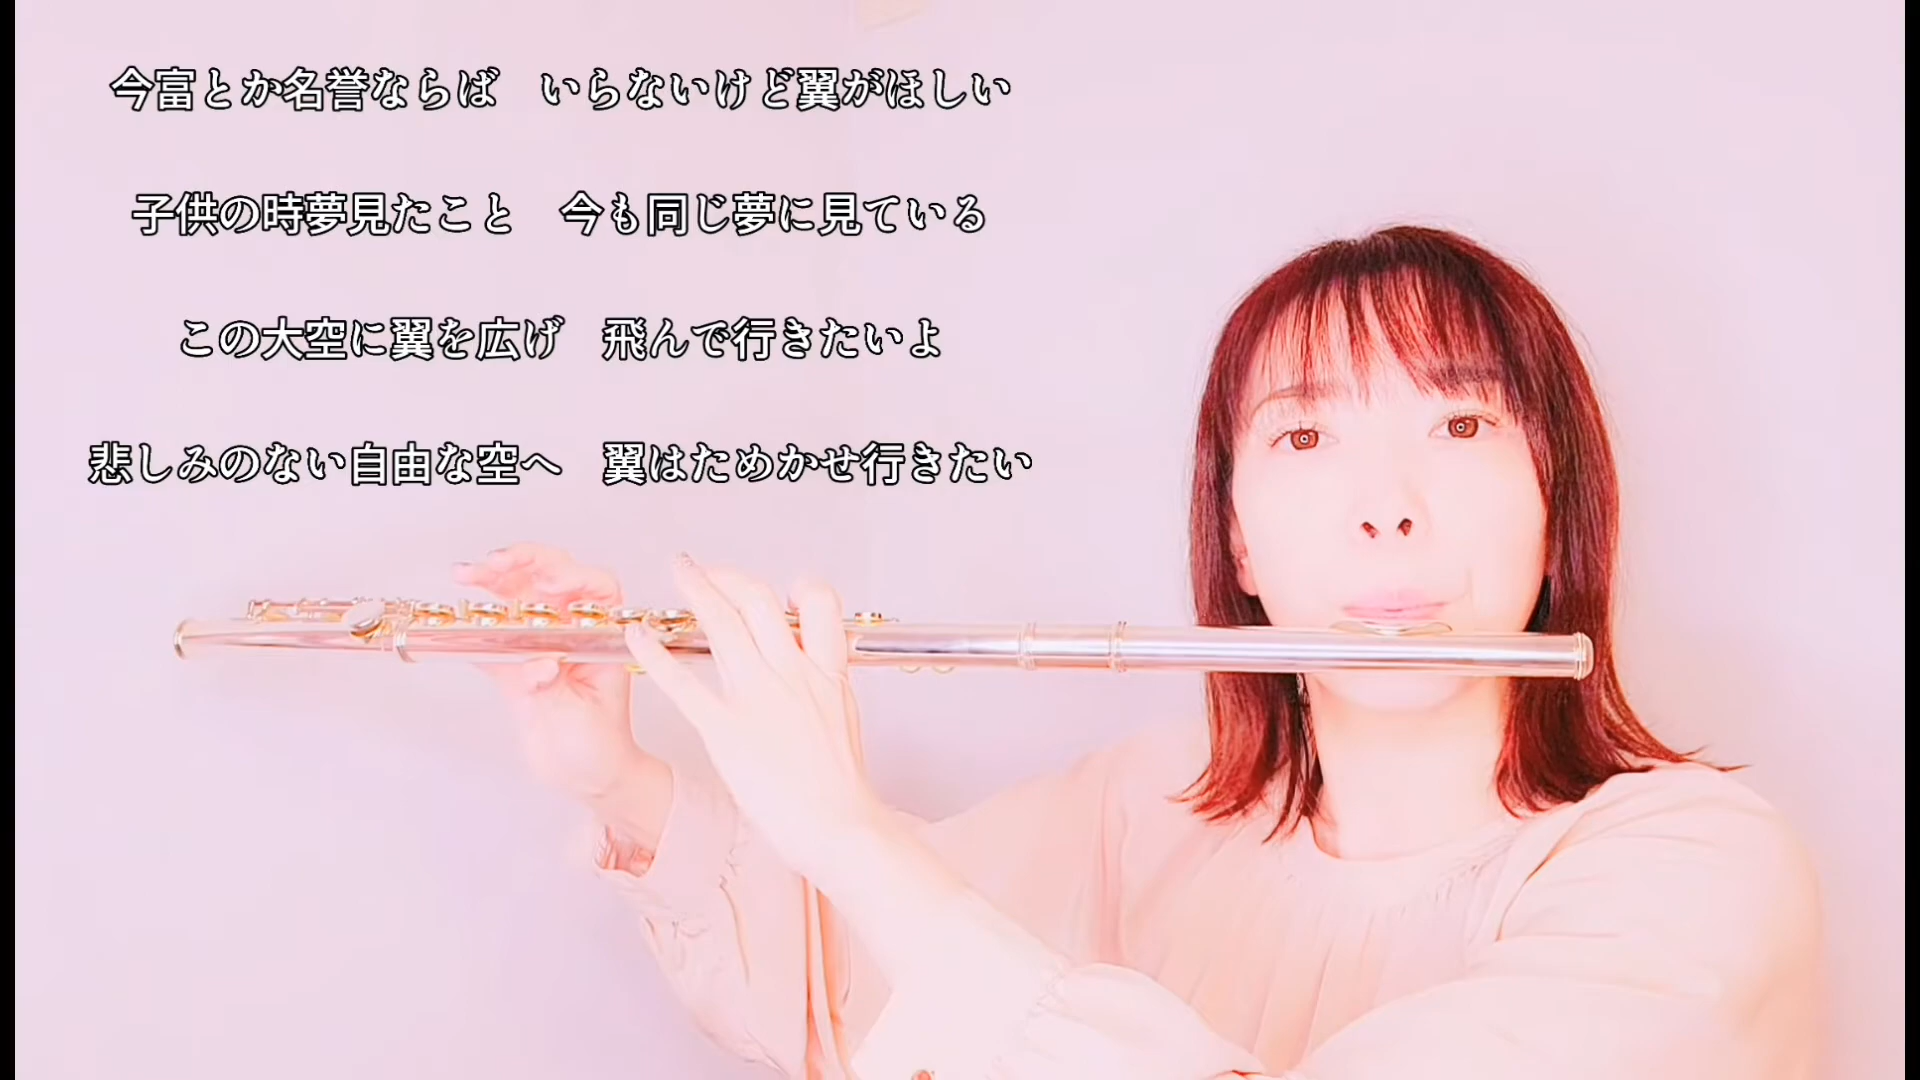 今富とか名誉ならば　いらないけど翼がほしい
子供の時夢見たこと　今も同じ夢に見ている
この大空に翼を広げ　飛んで行きたいよ
悲しみのない自由な空へ　翼はためかせ行きたい